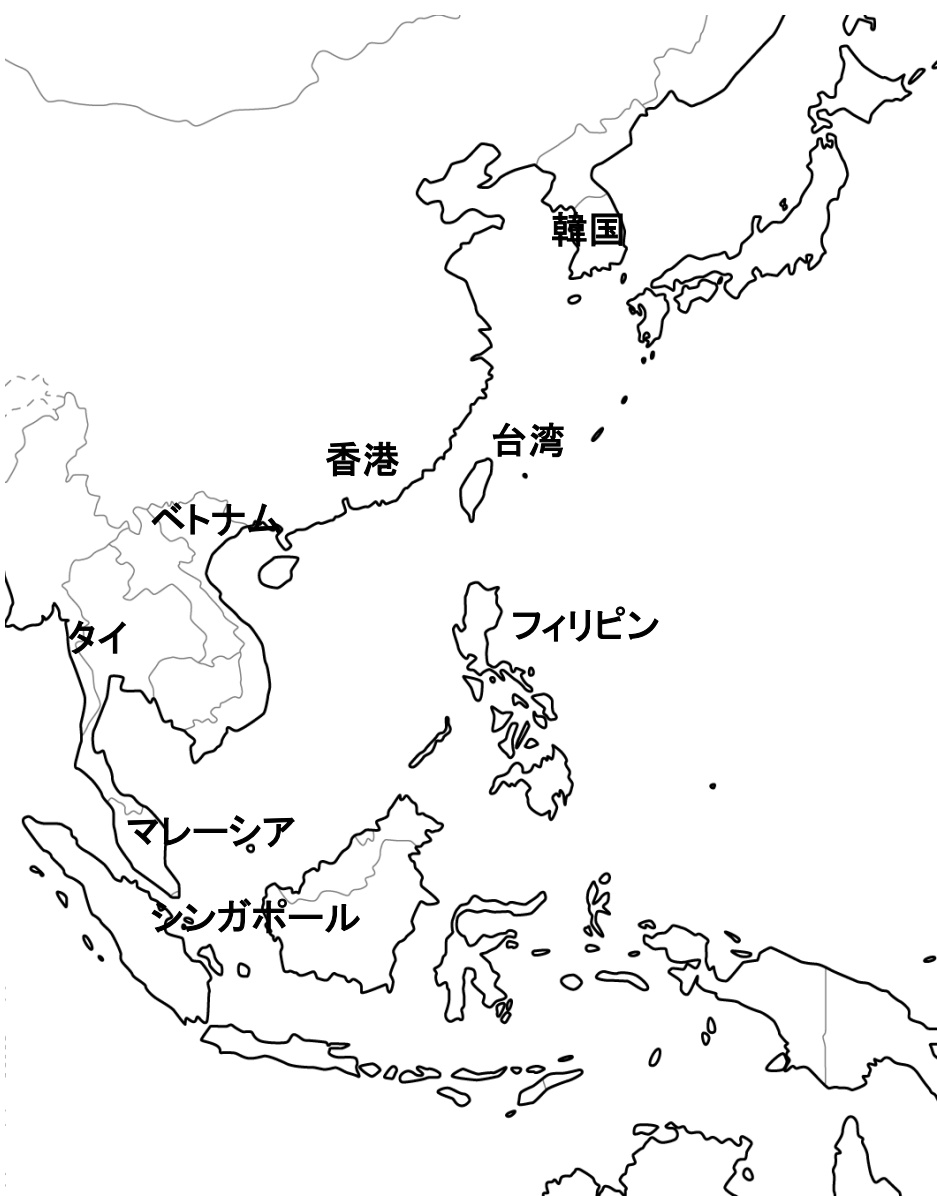 韓国
台湾
香港
ベトナム
フィリピン
タイ
マレーシア
シンガポール